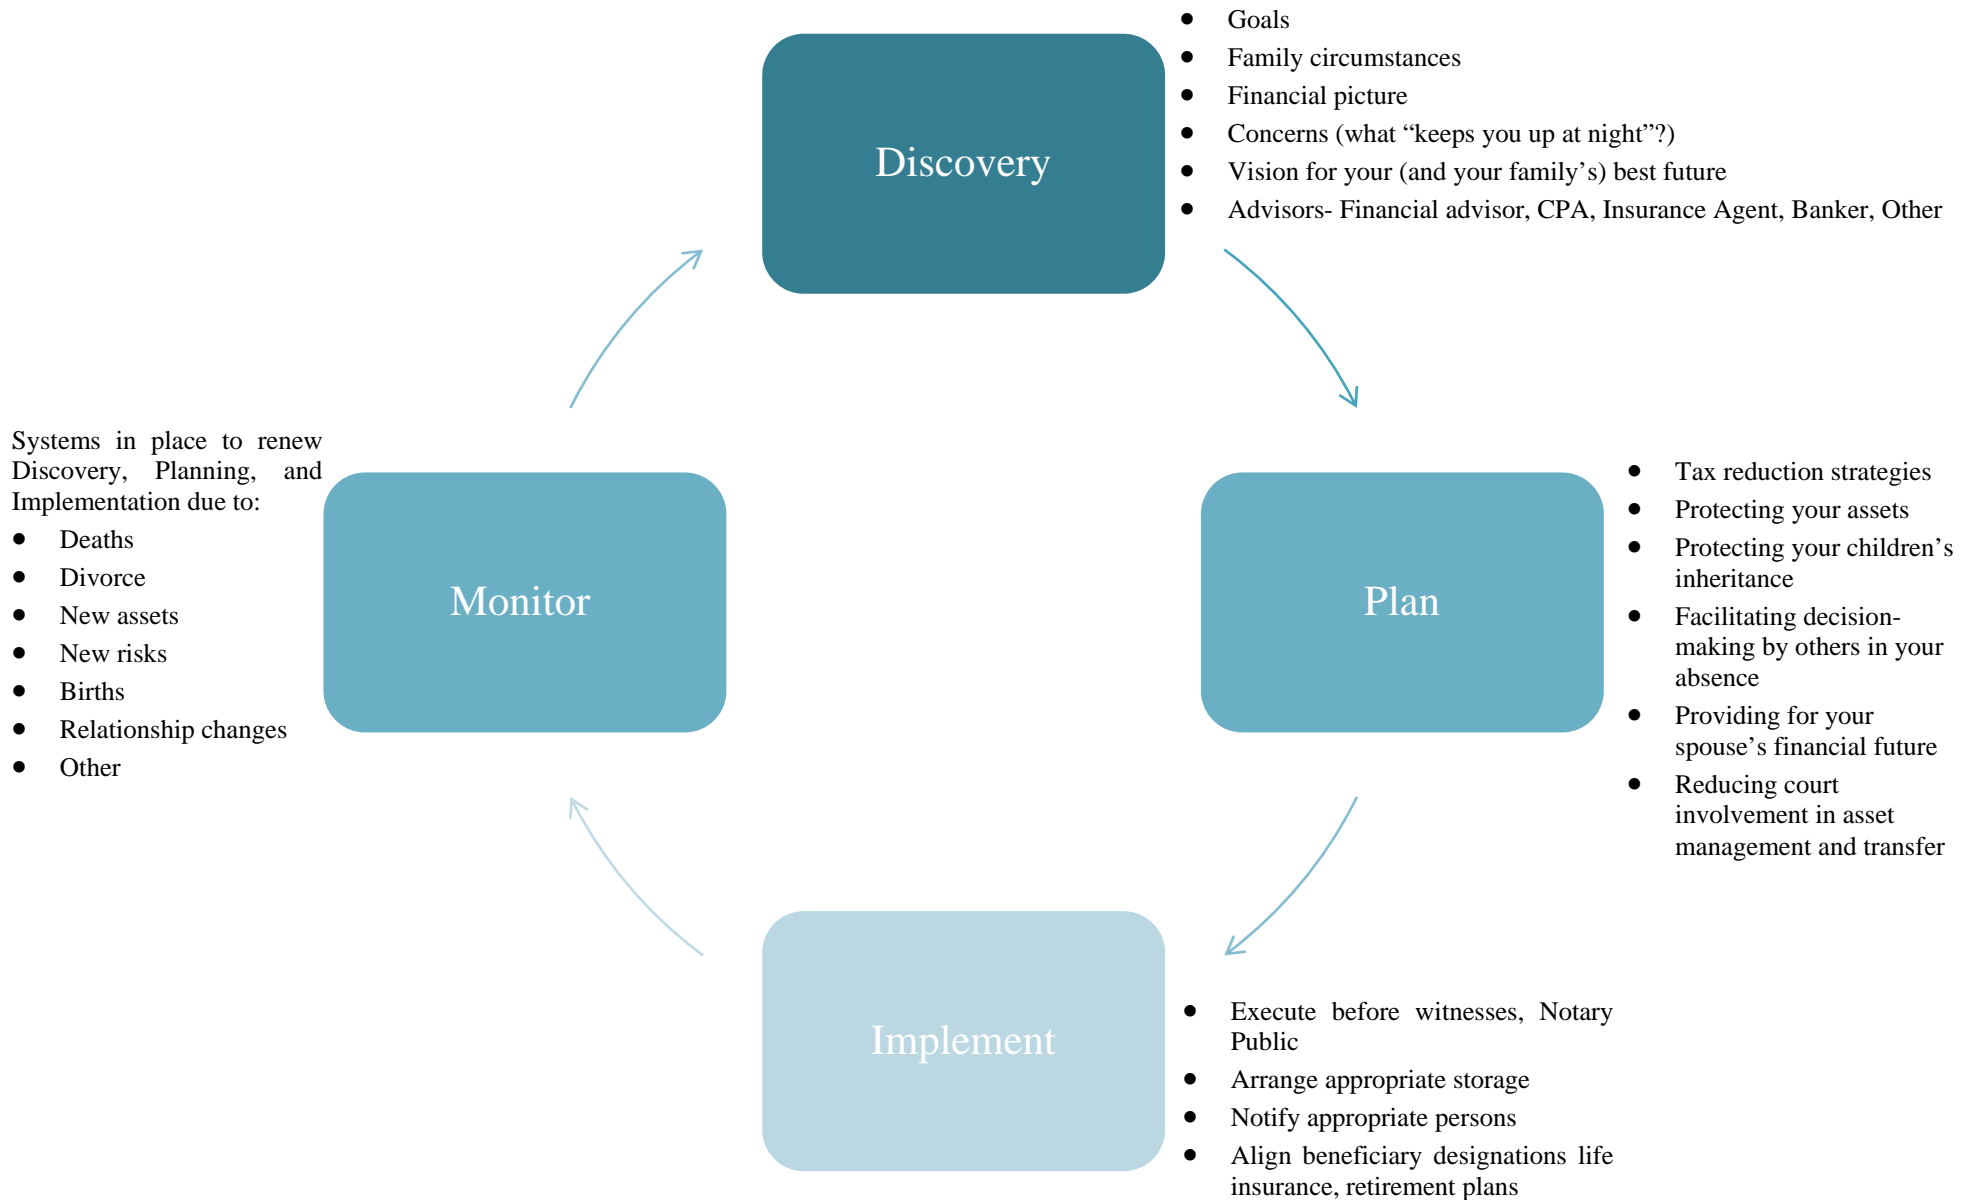 Discovery
• Goals
• Family circumstances
• Financial picture
• Concerns (what “keeps you up at night”?)
• Vision for your (and your family’s) best future
• Advisors- Financial advisor, CPA, Insurance Agent, Banker, Other
Plan
• Tax reduction strategies
• Protecting your assets
• Protecting your children’s
inheritance
• Facilitating decision-
making by others in your
absence
• Providing for your
spouse’s financial future
• Reducing court
involvement in asset
management and transfer
Implement
• Execute before witnesses, Notary
Public
• Arrange appropriate storage
• Notify appropriate persons
• Align beneficiary designations life
insurance, retirement plans
Monitor
Systems in place to renew
Discovery, Planning, and
Implementation due to:
• Deaths
• Divorce
• New assets
• New risks
• Births
• Relationship changes
• Other